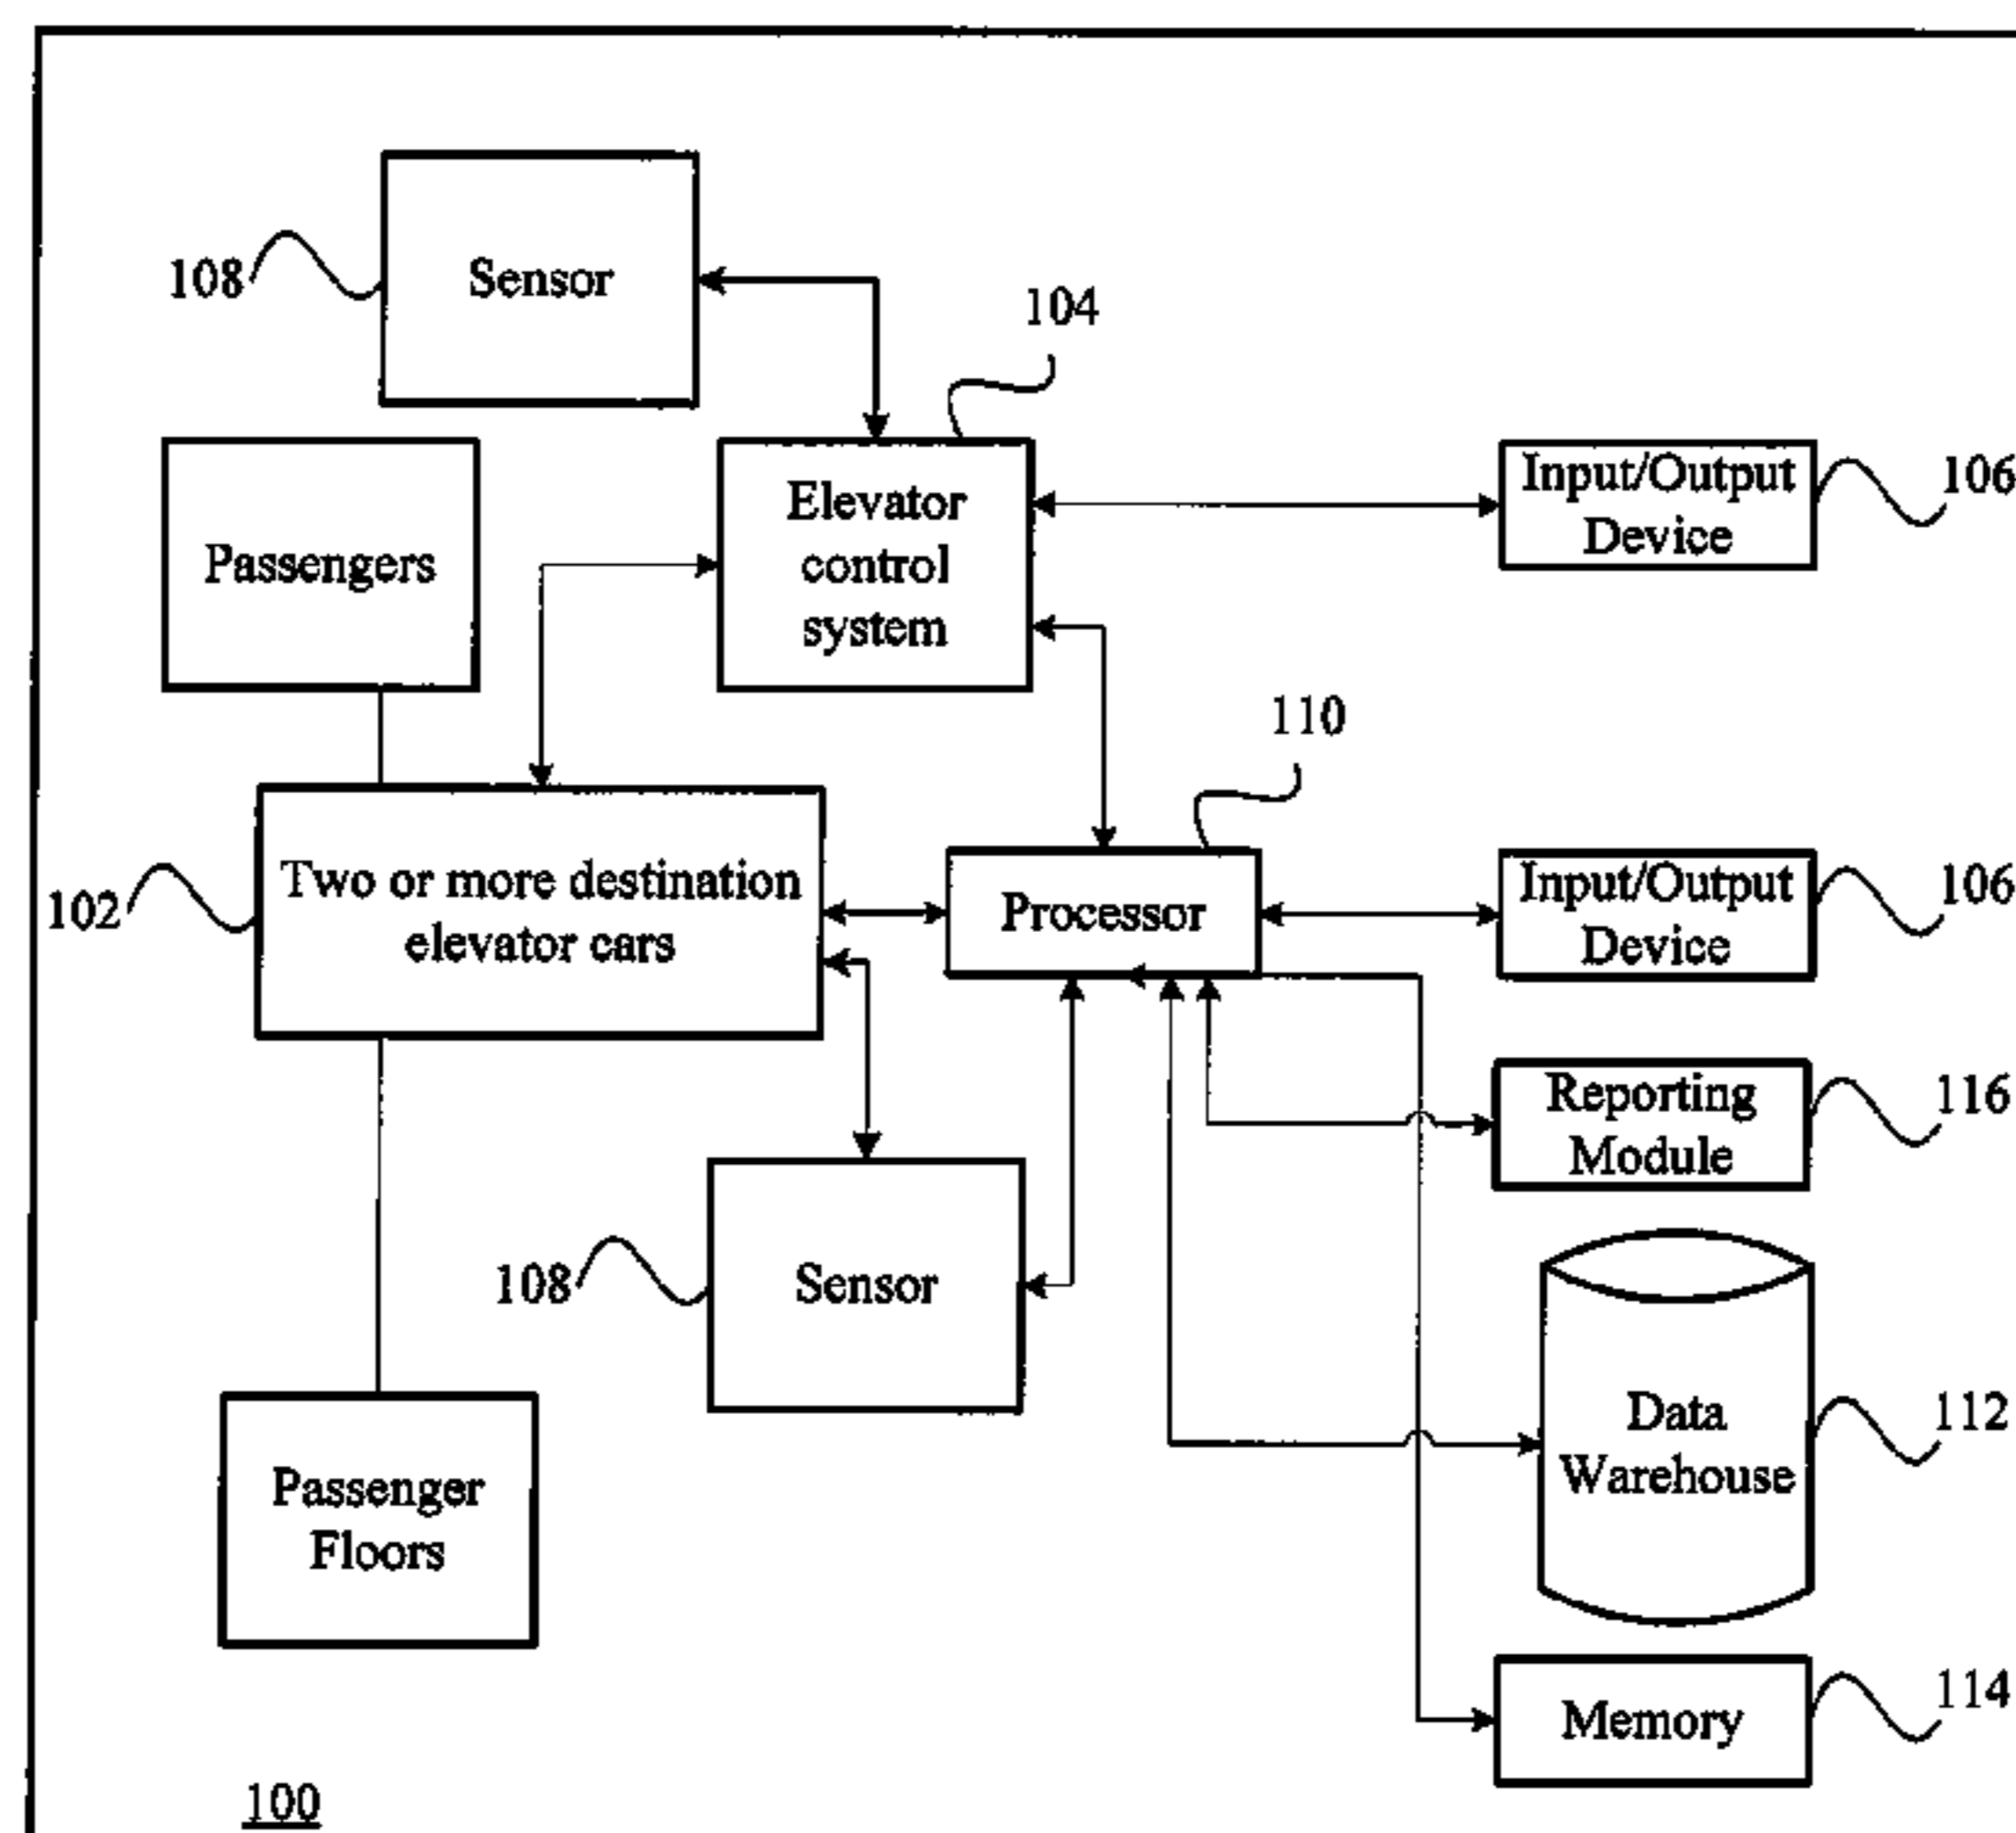 108
Sensor
104
Passengers
Elevator
control
system
Input/Output
Device
106
110
102
Two or more destination
elevator cars
Processor
Input/Output
Device
106
Reporting
Module
116
108
Sensor
Data
Warehouse
112
Passenger
Floors
Memory
114
100